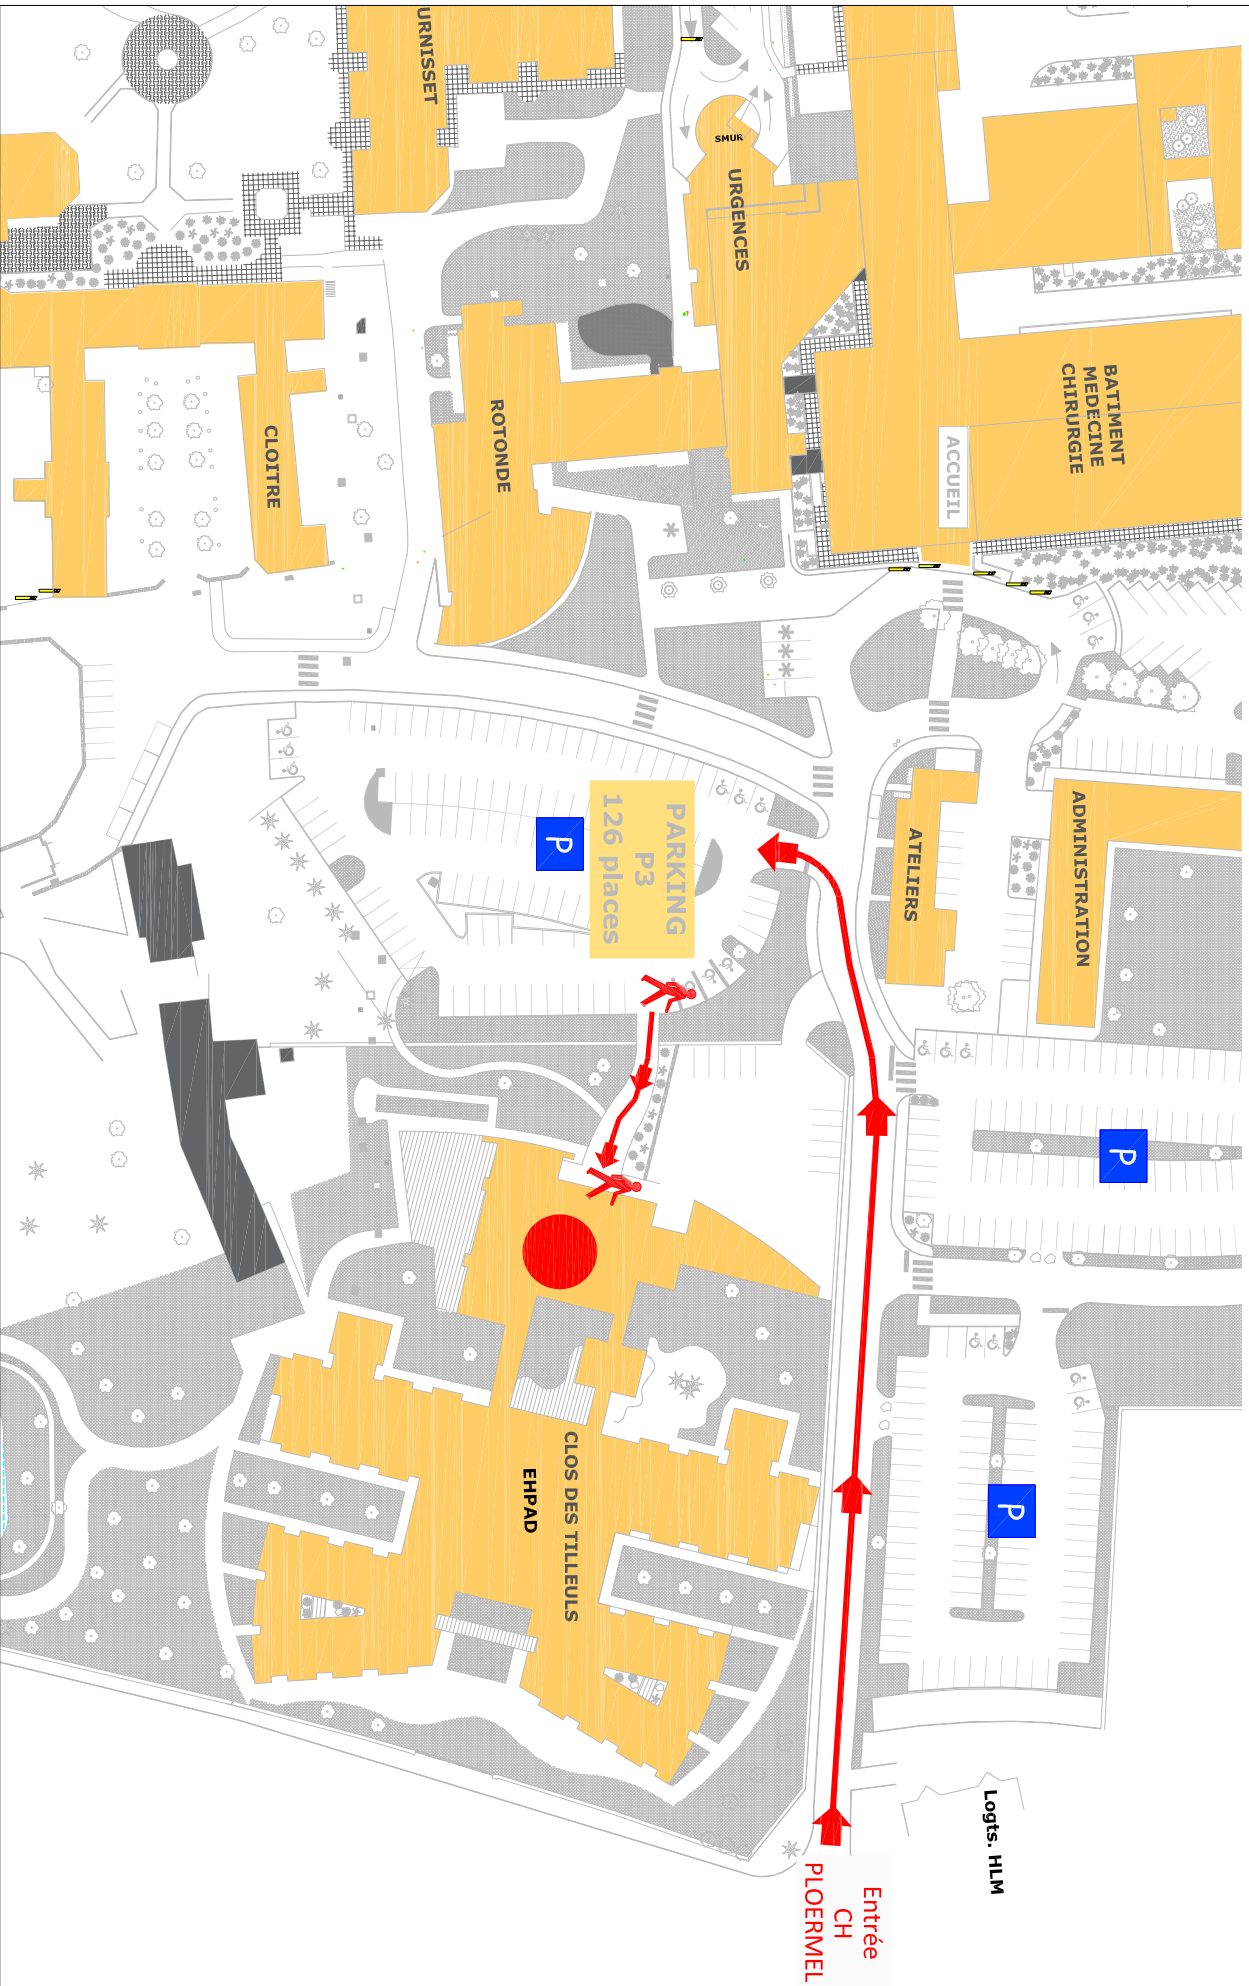 URNISSET
SMUR
URGENCES
BATIMENT
MEDECINE
CHIRURGIE
ACCUEIL
ROTONDE
CLOITRE
PARKING
P3
126 places
P
ATELIERS
ADMINISTRATION
P
P
CLOS DES TILLEULS
EHPAD
Logts. HLM
Entrée
CH
PLOERMEL